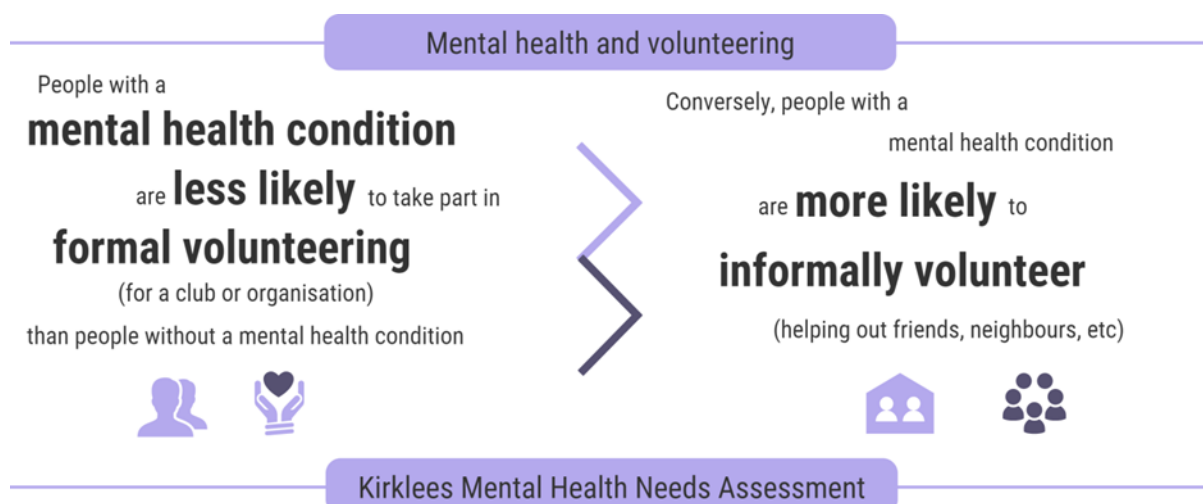 Mental health and volunteering
People with a
mental health condition
are less likely to take part in
formal volunteering
(for a club or organisation)
than people without a mental health condition
Conversely, people with a
mental health condition
are more likely to
informally volunteer
(helping out friends, neighbours, etc)
Kirklees Mental Health Needs Assessment